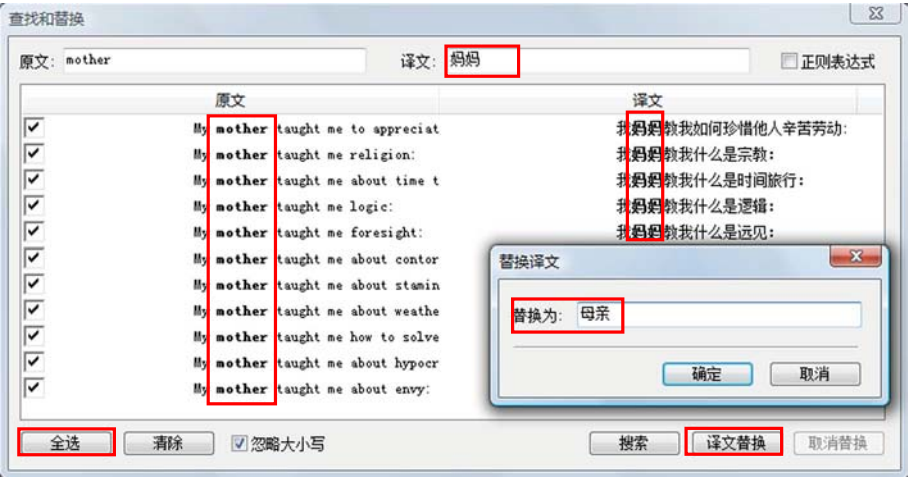 查找和替换
原文: mother 译文: 妈妈 正则表达式
原文 译文
My mother taught me to appreciat 我妈妈教我如何珍惜他人辛苦劳动:
My mother taught me religion: 我妈妈教我什么是宗教:
My mother taught me about time t 我妈妈教我什么是时间旅行:
My mother taught me logic: 我妈妈教我什么是逻辑:
My mother taught me foresight: 我妈妈教我什么是远见:
My mother taught me about contor
My mother taught me about stamin
My mother taught me about weathe
My mother taught me how to solve
My mother taught me about hypocr
My mother taught me about envy:
替换译文
替换为: 母亲
确定 取消
全选 清除 忽略大小写 搜索 译文替换 取消替换